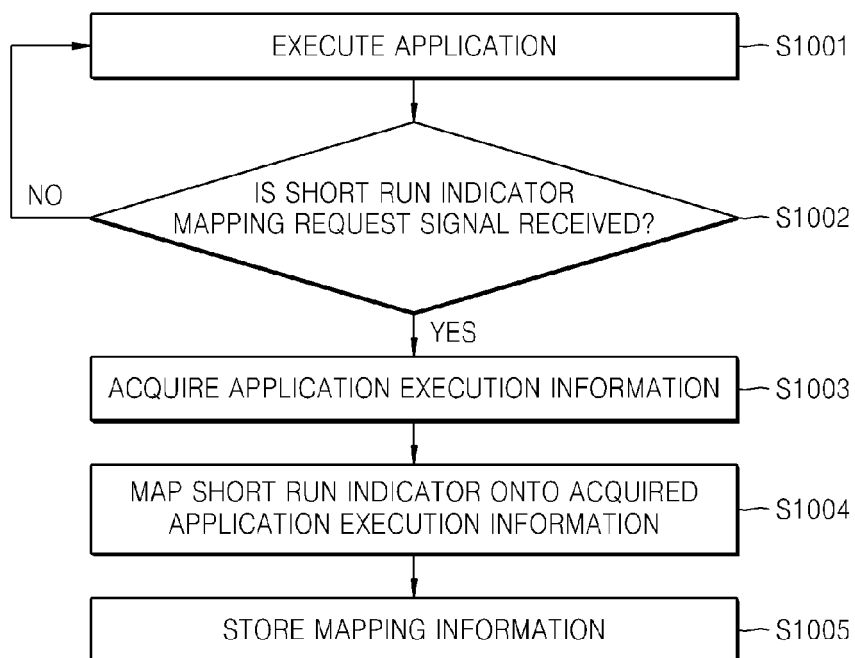 EXECUTE APPLICATION
S1001
IS SHORT RUN INDICATOR
MAPPING REQUEST SIGNAL RECEIVED?
S1002
NO
YES
ACQUIRE APPLICATION EXECUTION INFORMATION
S1003
MAP SHORT RUN INDICATOR ONTO ACQUIRED
APPLICATION EXECUTION INFORMATION
S1004
STORE MAPPING INFORMATION
S1005